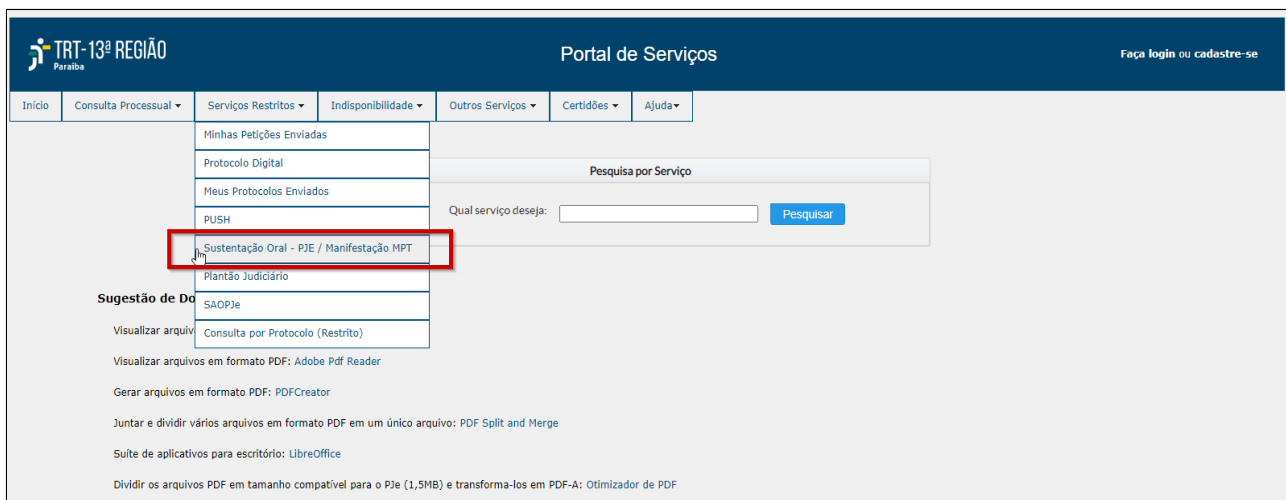 TRT-13ª REGIÃO
Paraíba
Portal de Serviços
Faça login ou cadastre-se
Início
Consulta Processual
Serviços Restritos
Indisponibilidade
Outros Serviços
Certidões
Ajuda
Minhas Petições Enviadas
Protocolo Digital
Meus Protocolos Enviados
PUSH
Sustentação Oral - PJE / Manifestação MPT
Plantão Judiciário
SAOPJe
Consulta por Protocolo (Restrito)
Pesquisa por Serviço
Qual serviço deseja:
Pesquisar
Sugestão de Do
Visualizar arquiv
Visualizar arquivos em formato PDF: Adobe Pdf Reader
Gerar arquivos em formato PDF: PDFCreator
Juntar e dividir vários arquivos em formato PDF em um único arquivo: PDF Split and Merge
Suíte de aplicativos para escritório: LibreOffice
Dividir os arquivos PDF em tamanho compatível para o PJe (1,5MB) e transforma-los em PDF-A: Otimizador de PDF